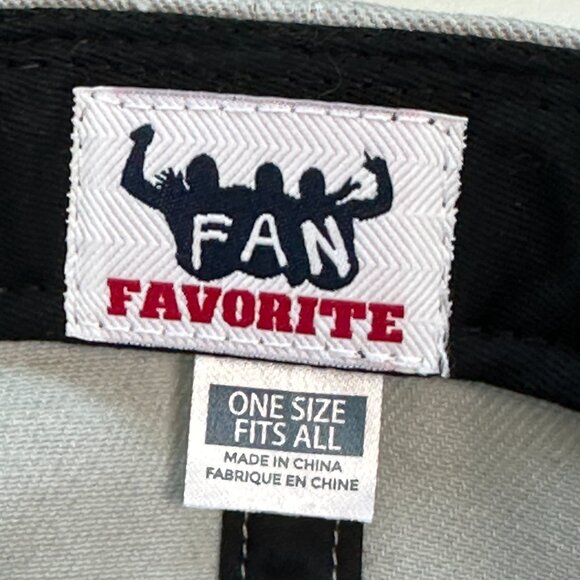 FAN
FAVORITE
ONE SIZE
FITS ALL
MADE IN CHINA
FABRIQUE EN CHINE